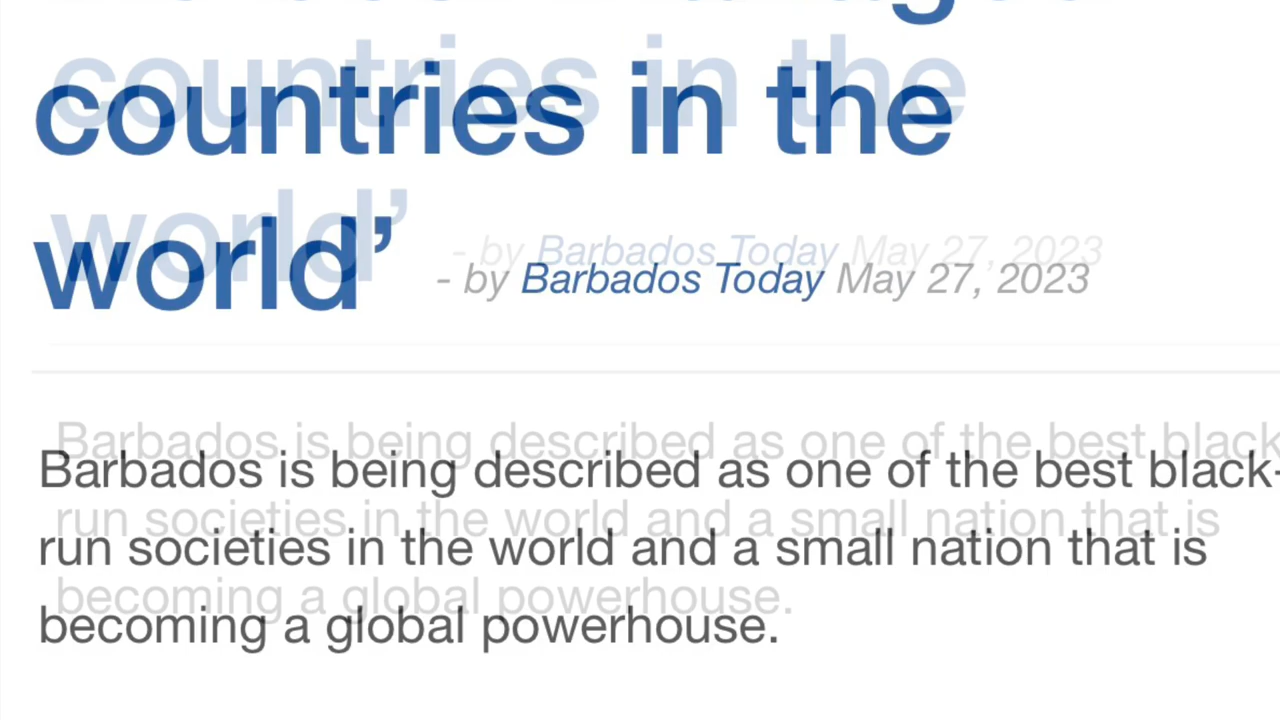 countries in the
world’ - by Barbados Today May 27, 2023
Barbados is being described as one of the best black-
run societies in the world and a small nation that is
becoming a global powerhouse.